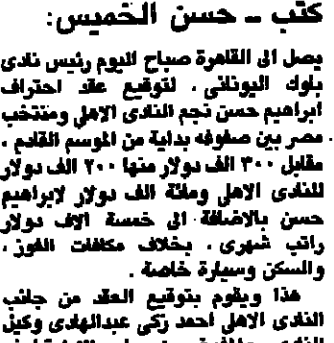 كتب ـ حسن الخميس:
يصل الى القاهرة صباح اليوم رئيس نادى
باوك اليونانى ، لتوقيع عقد احتراف
ابراهيم حسن نجم النادى الاهلى ومنتخب
مصر بين صفوفه بداية من الموسم القادم ،
مقابل ٣٠٠ الف دولار منها ٢٠٠ الف دولار
للنادى الاهلى ومائة الف دولار لابراهيم
حسن بالاضافة الى خمسة الاف دولار
راتب شهرى ، بخلاف مكافات الفوز ،
والسكن وسيارة خاصة .
هذا ويقوم بتوقيع العقد من جانب
النادى الاهلى احمد زكى عبدالهادى وكيل